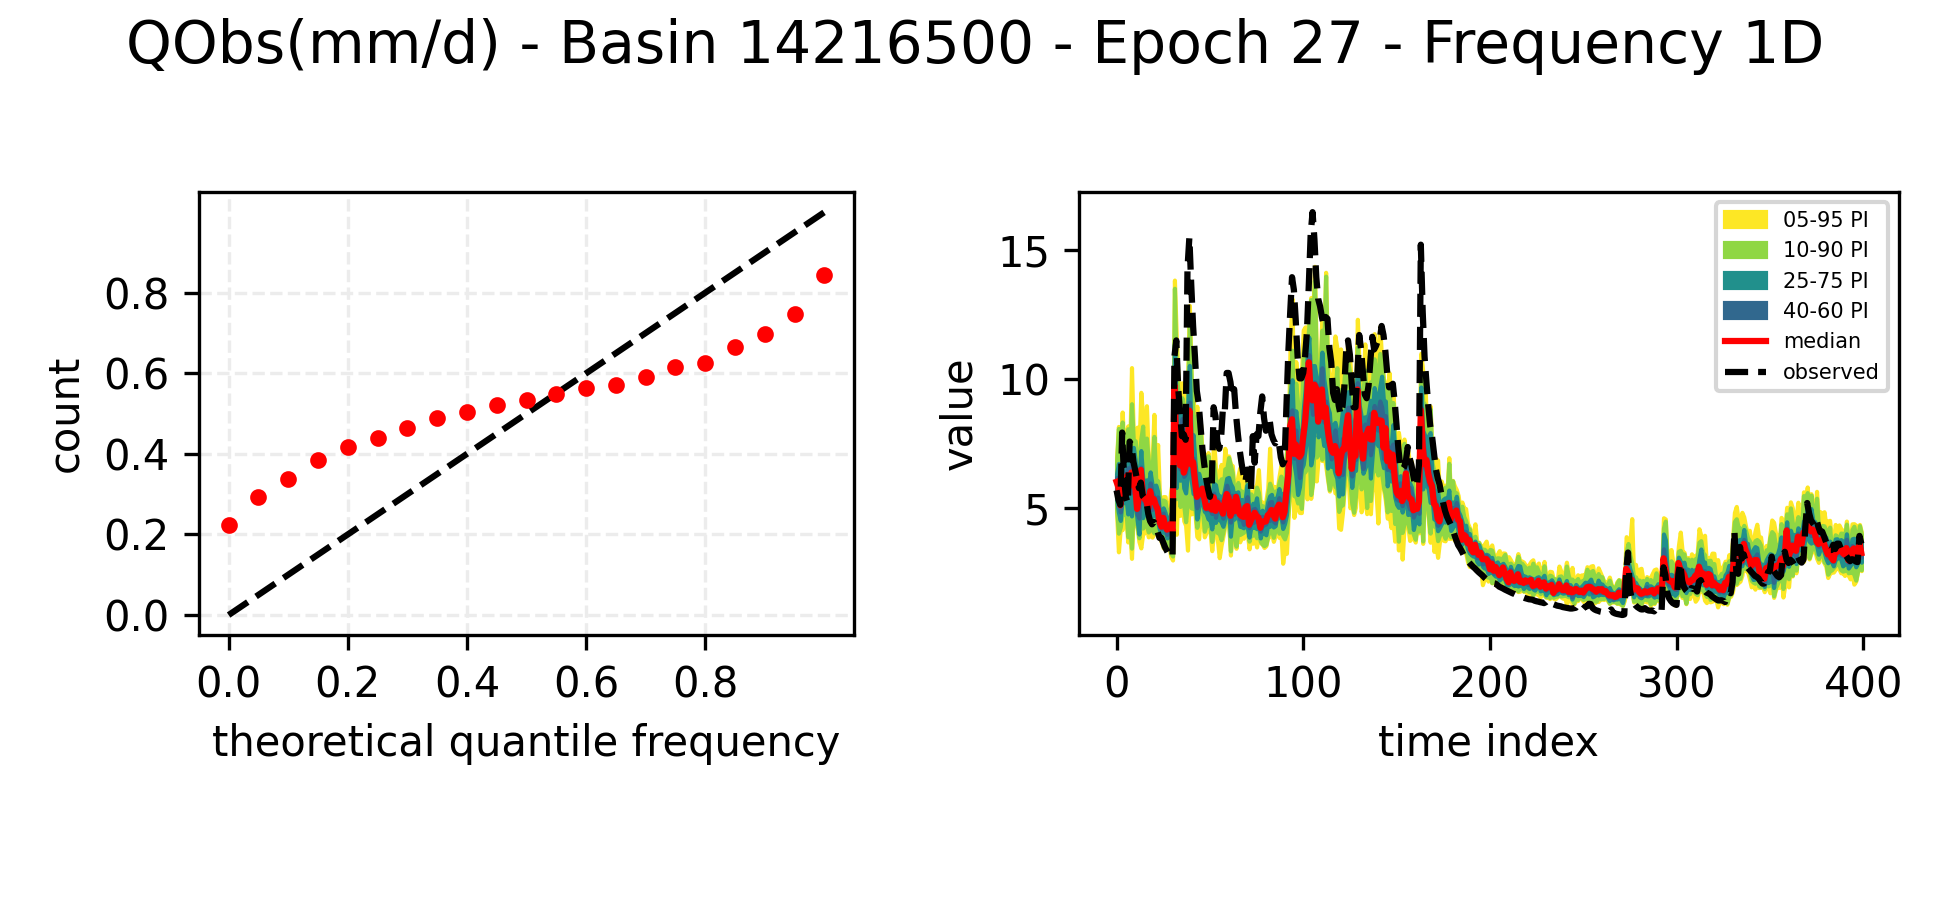 QObs(mm/d) - Basin 14216500 - Epoch 27 - Frequency 1D
count
0.8
0.6
0.4
0.2
0.0
0.0 0.2 0.4 0.6 0.8
theoretical quantile frequency
value
15
10
5
0 100 200 300 400
time index
05-95 PI
10-90 PI
25-75 PI
40-60 PI
median
observed